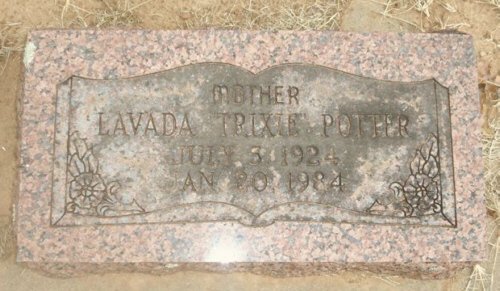 MOTHER
LAVADA "TRIXIE" POTTER
JULY 3, 1924
JAN 20, 1984